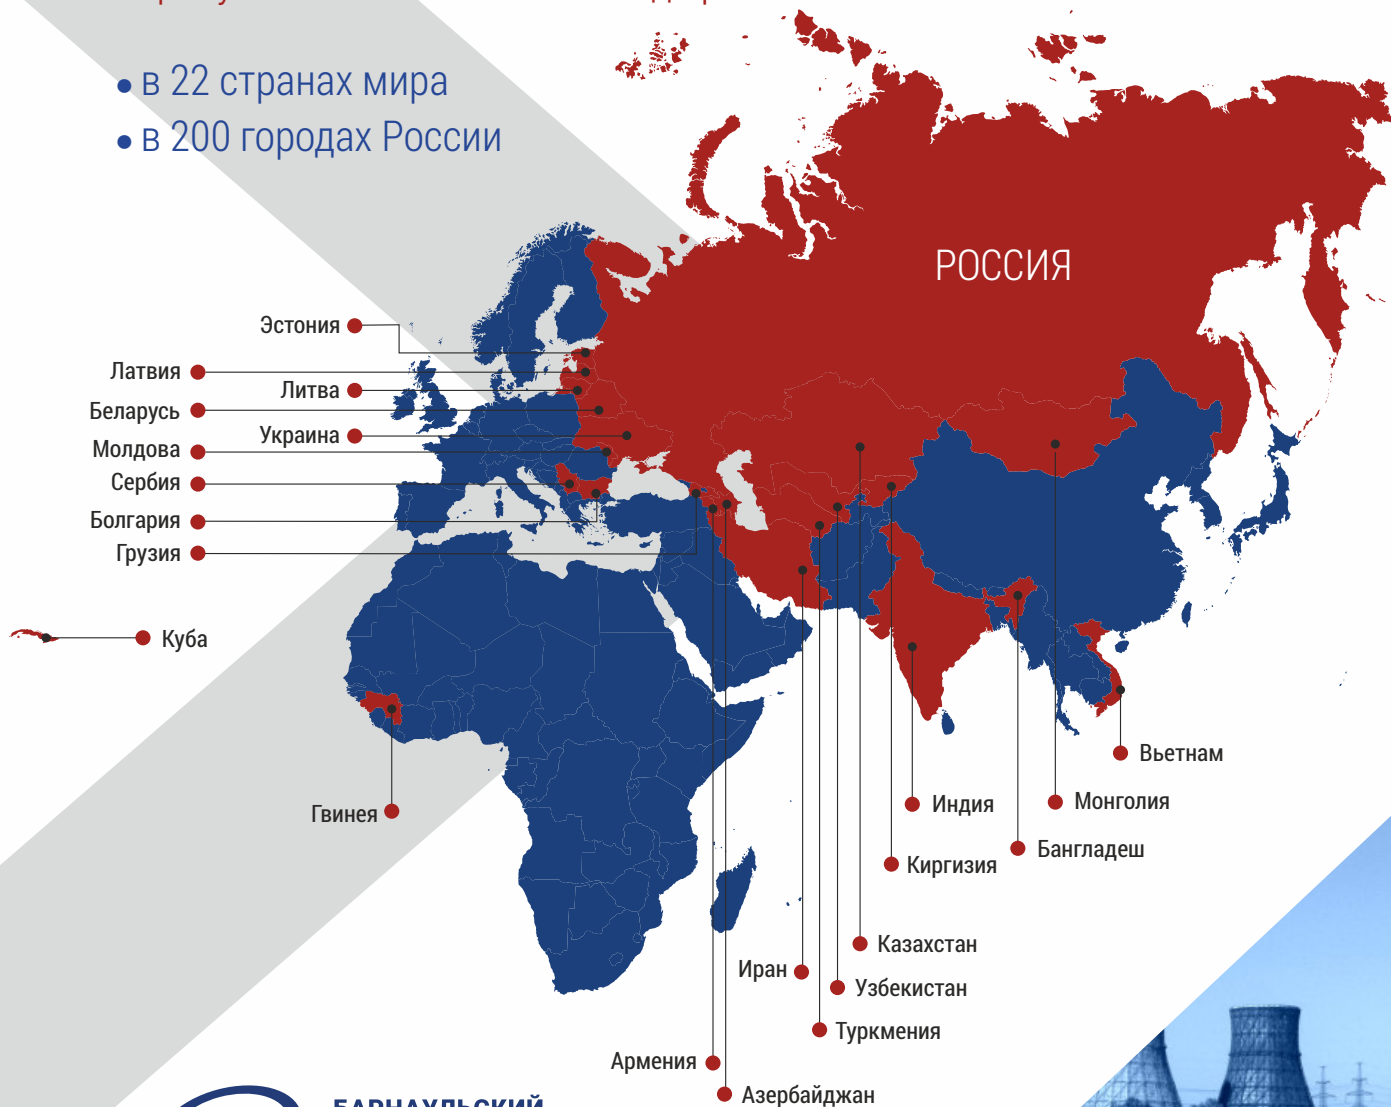 • в 22 странах мира
• в 200 городах России
РОССИЯ
Эстония
Латвия
Литва
Беларусь
Украина
Молдова
Сербия
Болгария
Грузия
Куба
Гвинея
Вьетнам
Индия
Монголия
Бангладеш
Киргизия
Казахстан
Иран
Узбекистан
Туркмения
Армения
Азербайджан
БАРНАУЛЬСКИЙ